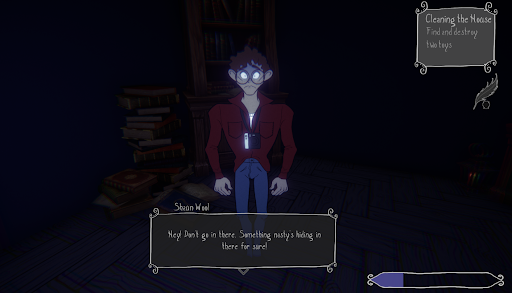 Cleaning the House
Find and destroy
two toys
Stvan Wool
Hey! Don't go in there. Something nasty's hiding in
there for sure!